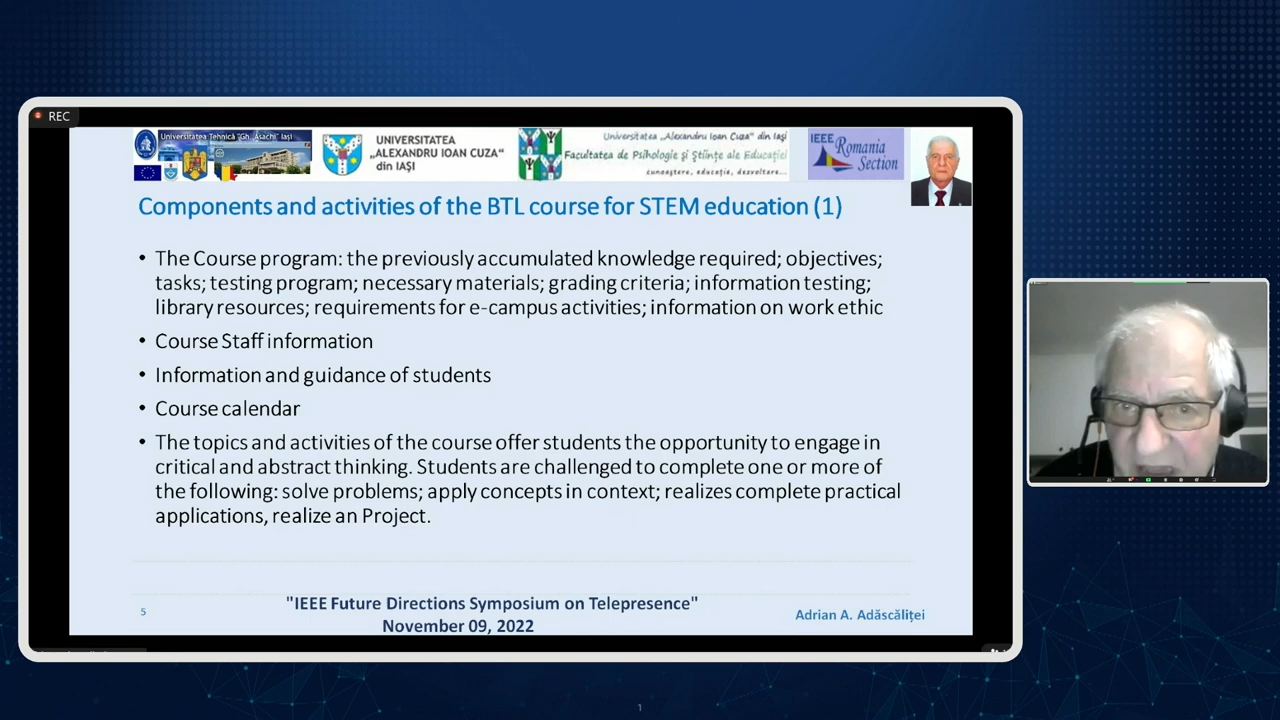 REC
Universitatea Tehnică "Gh. Asachi" Iași
UNIVERSITATEA
„ALEXANDRU IOAN CUZA”
din IAȘI
Universitatea „Alexandru Ioan Cuza” din Iași
Facultatea de Psihologie și Științe ale Educației
cunoaștere, educație, dezvoltare...
IEEE
Romania
Section
Components and activities of the BTL course for STEM education (1)
• The Course program: the previously accumulated knowledge required; objectives;
tasks; testing program; necessary materials; grading criteria; information testing;
library resources; requirements for e-campus activities; information on work ethic
• Course Staff information
• Information and guidance of students
• Course calendar
• The topics and activities of the course offer students the opportunity to engage in
critical and abstract thinking. Students are challenged to complete one or more of
the following: solve problems; apply concepts in context; realizes complete practical
applications, realize an Project.
5
"IEEE Future Directions Symposium on Telepresence"
November 09, 2022
Adrian A. Adăscăliței
1